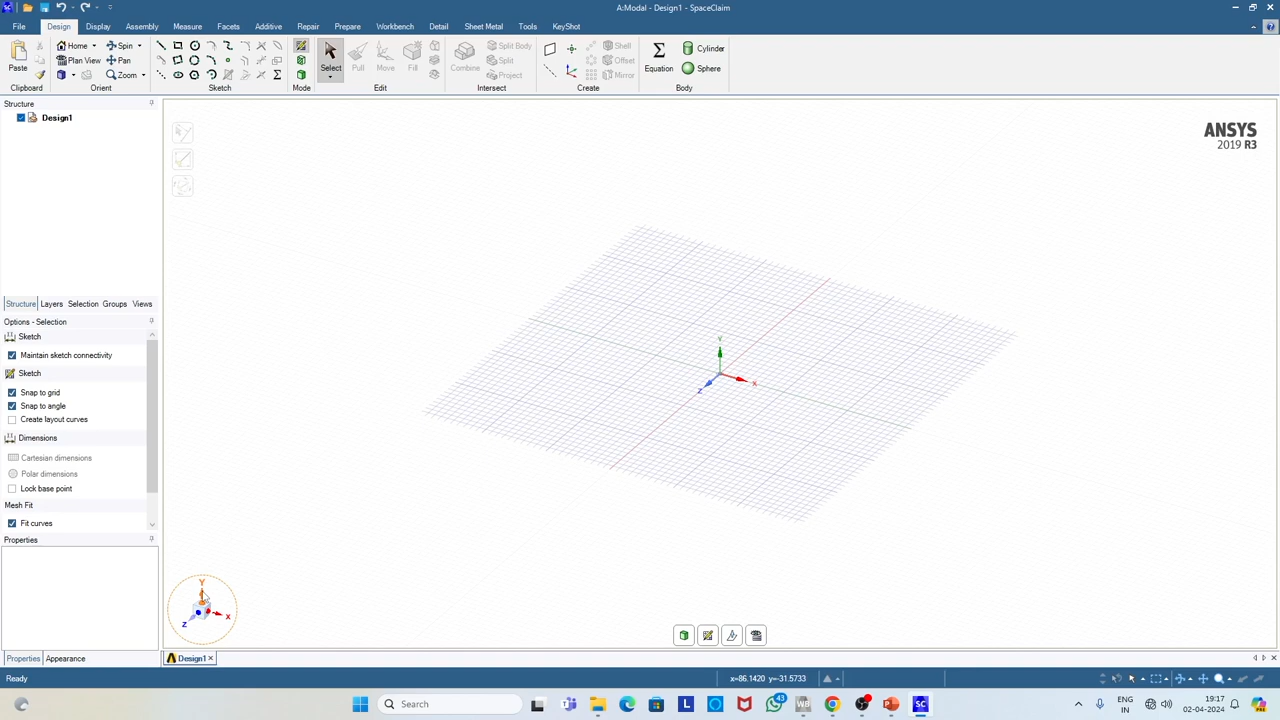 A:Modal - Design1 - SpaceClaim
File Design Display Assembly Measure Facets Additive Repair Prepare Workbench Detail Sheet Metal Tools KeyShot
Home Spin
Plan View Pan
Zoom
Paste
Select Pull Move Fill
Combine
Split Body
Split
Project
Shell
Offset
Mirror
Equation
Cylinder
Sphere
Clipboard Orient Sketch Mode Edit Intersect Create Body
Structure
Design1
ANSYS
2019 R3
Structure Layers Selection Groups Views
Options - Selection
Sketch
Maintain sketch connectivity
Sketch
Snap to grid
Snap to angle
Create layout curves
Dimensions
Cartesian dimensions
Polar dimensions
Lock base point
Mesh Fit
Fit curves
Properties
Y
X
Z
Y
X
Z
Properties Appearance
Design1
Ready
x=86.1420 y=-31.5733
Search
43
WB
SC
ENG
IN
19:17
02-04-2024